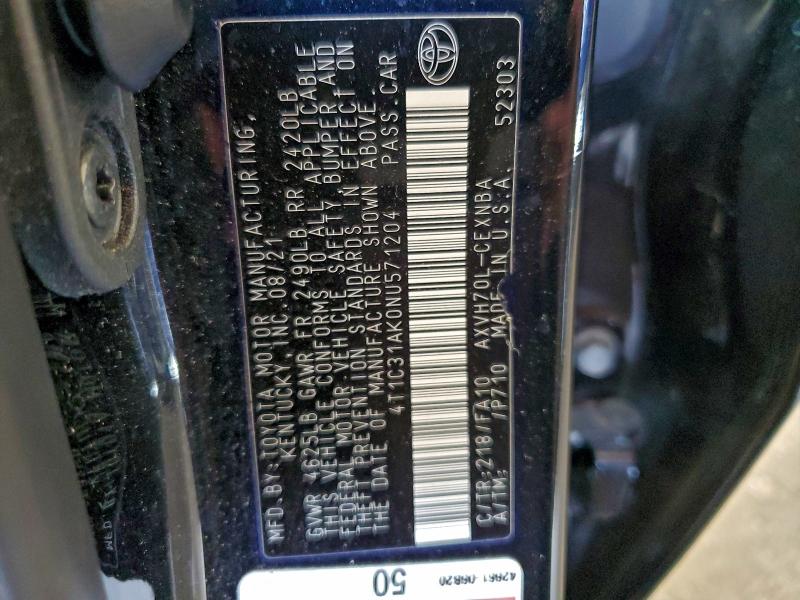 MFD.BY:TOYOTA MOTOR MANUFACTURING,
KENTUCKY, INC. 08/21
GVWR 4625LB GAWR FR 2490LB RR 2420LB
THIS VEHICLE CONFORMS TO ALL APPLICABLE
FEDERAL MOTOR VEHICLE SAFETY, BUMPER AND
THEFT PREVENTION STANDARDS IN EFFECT ON
THE DATE OF MANUFACTURE SHOWN ABOVE.
4T1C31AK0NU571204 PASS.CAR
C/TR:218//FA10 AXVH70L-CEXNBA
A/TM: /P710 MADE IN U.S.A. 52303
50
42661-06B20